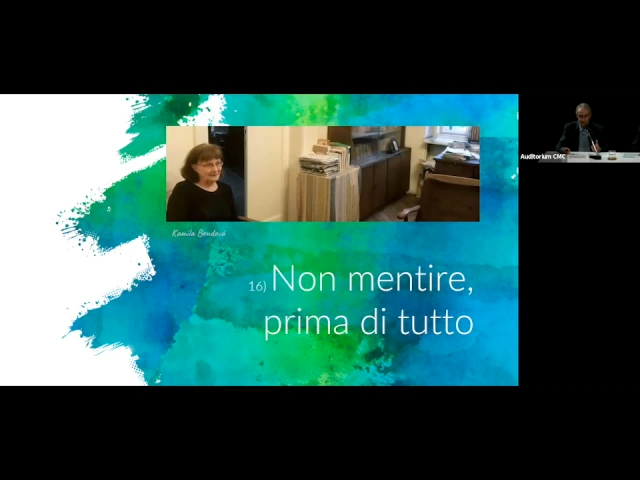 Kamila Bendová
16) Non mentire,
prima di tutto
Auditorium CMC